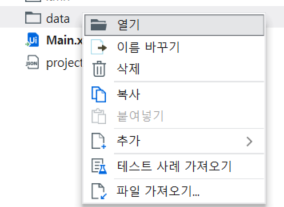 data
Main.x
project
열기
이름 바꾸기
삭제
복사
붙여넣기
추가
테스트 사례 가져오기
파일 가져오기...